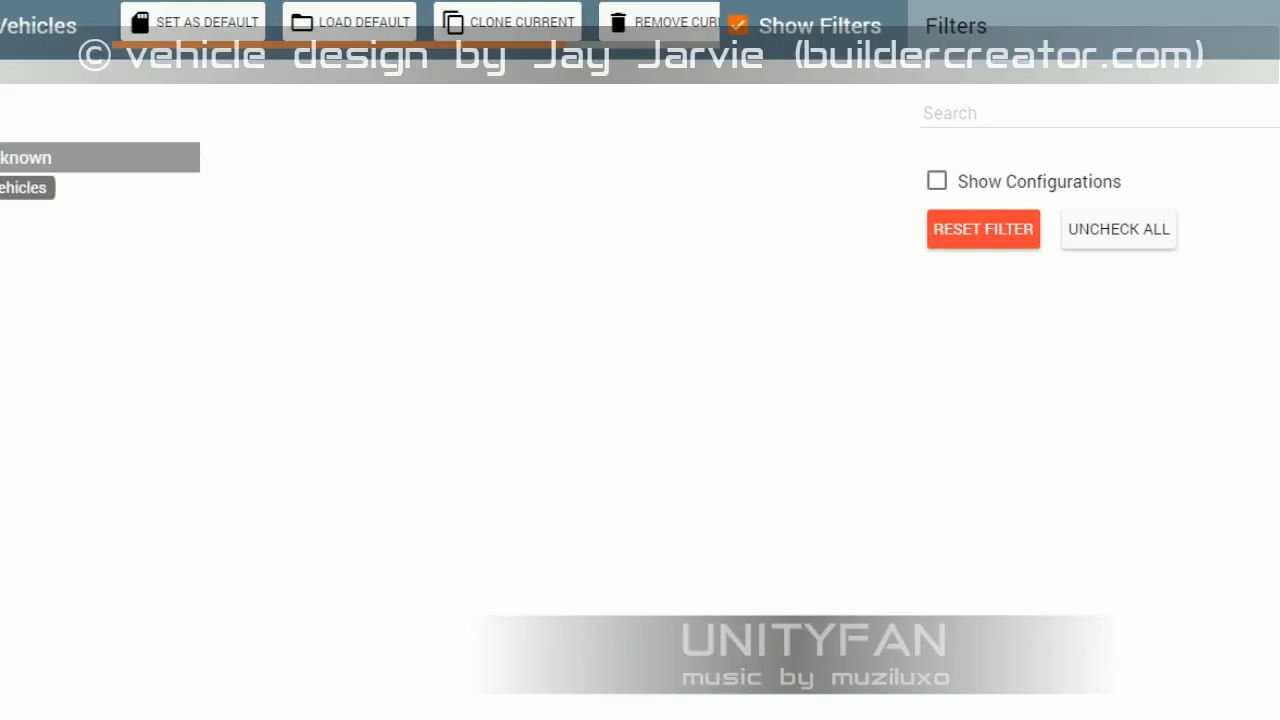 Vehicles
SET AS DEFAULT
LOAD DEFAULT
CLONE CURRENT
REMOVE CURI
Show Filters
Filters
© vehicle design by Jay Jarvie (buildercreator.com)
Search
known
ehicles
Show Configurations
RESET FILTER
UNCHECK ALL
UNITYFAN
music by muziluxo